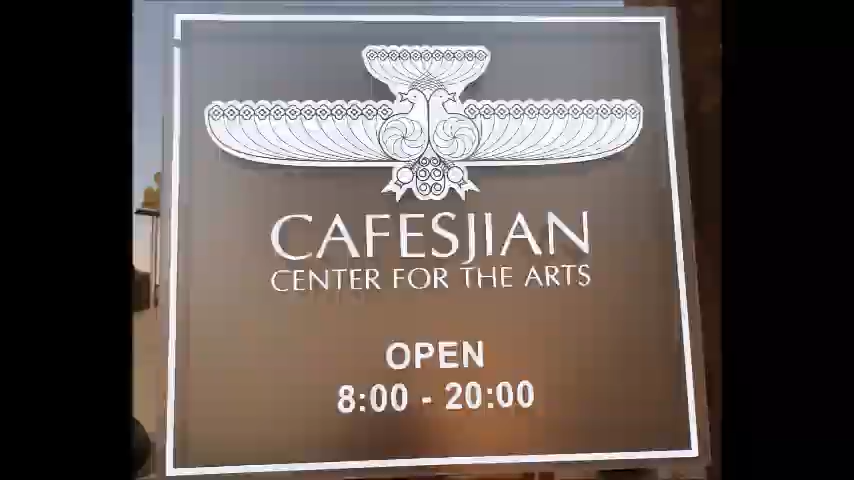 CAFESJIAN
CENTER FOR THE ARTS
OPEN
8:00 - 20:00